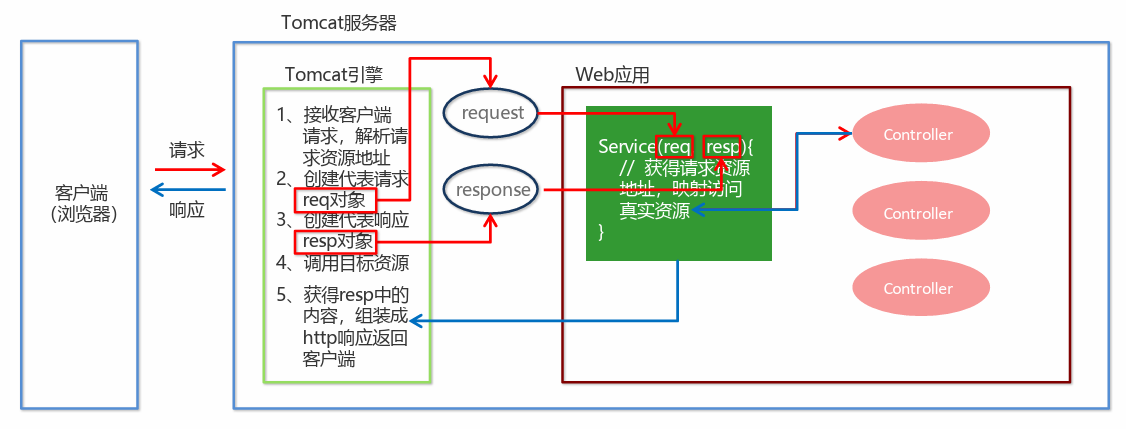 Tomcat服务器
客户端
（浏览器）
请求
响应
Tomcat引擎
1、接收客户端
请求，解析请
求资源地址
2、创建代表请求
req对象
3、创建代表响应
resp对象
4、调用目标资源
5、获得resp中的
内容，组装成
http响应返回
客户端
request
response
Web应用
Service(req resp){
// 获得请求资源
地址，映射访问
真实资源
}
Controller
Controller
Controller